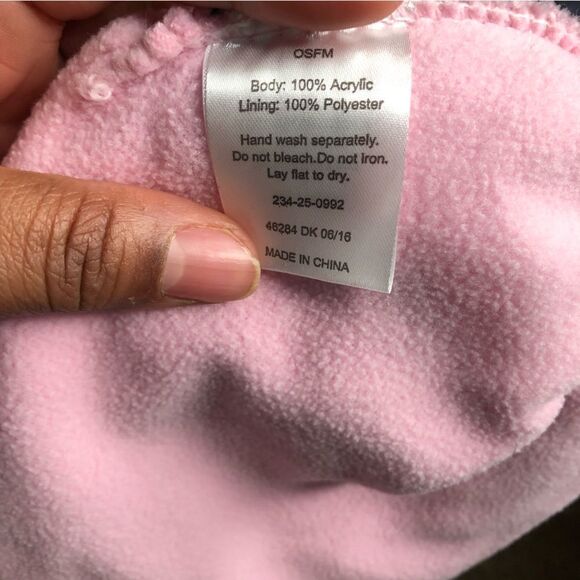 OSFM
Body: 100% Acrylic
Lining: 100% Polyester
Hand wash separately.
Do not bleach.Do not Iron.
Lay flat to dry.
234-25-0992
46284 DK 06/16
MADE IN CHINA